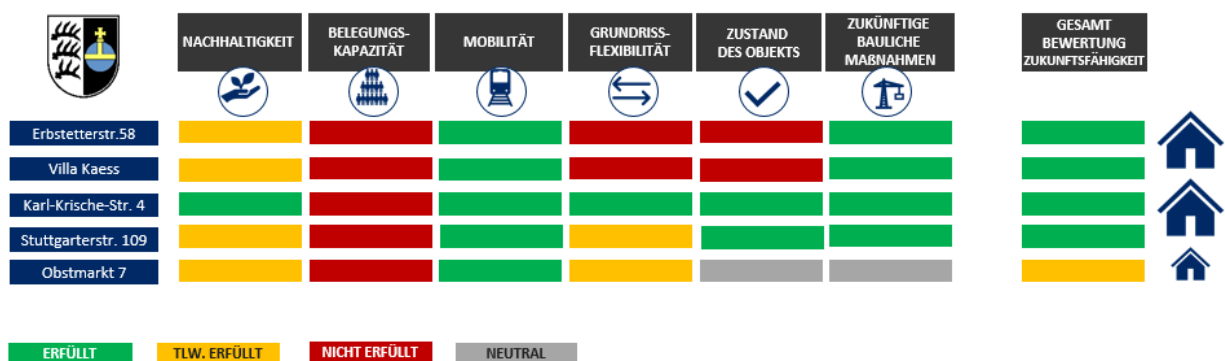 NACHHALTIGKEIT
BELEGUNGS-
KAPAZITÄT
MOBILITÄT
GRUNDRISS-
FLEXIBILITÄT
ZUSTAND
DES OBJEKTS
ZUKÜNFTIGE
BAULICHE
MAßNAHMEN
GESAMT
BEWERTUNG
ZUKUNFTSFÄHIGKEIT
Erbstetterstr.58
Villa Kaess
Karl-Krische-Str. 4
Stuttgarterstr. 109
Obstmarkt 7
ERFÜLLT
TLW. ERFÜLLT
NICHT ERFÜLLT
NEUTRAL